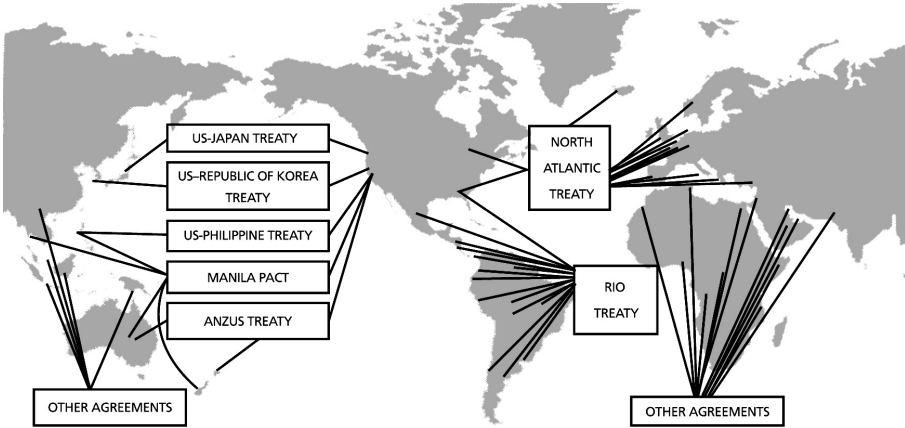 US-JAPAN TREATY
US–REPUBLIC OF KOREA
TREATY
US-PHILIPPINE TREATY
MANILA PACT
ANZUS TREATY
OTHER AGREEMENTS
NORTH
ATLANTIC
TREATY
RIO
TREATY
OTHER AGREEMENTS